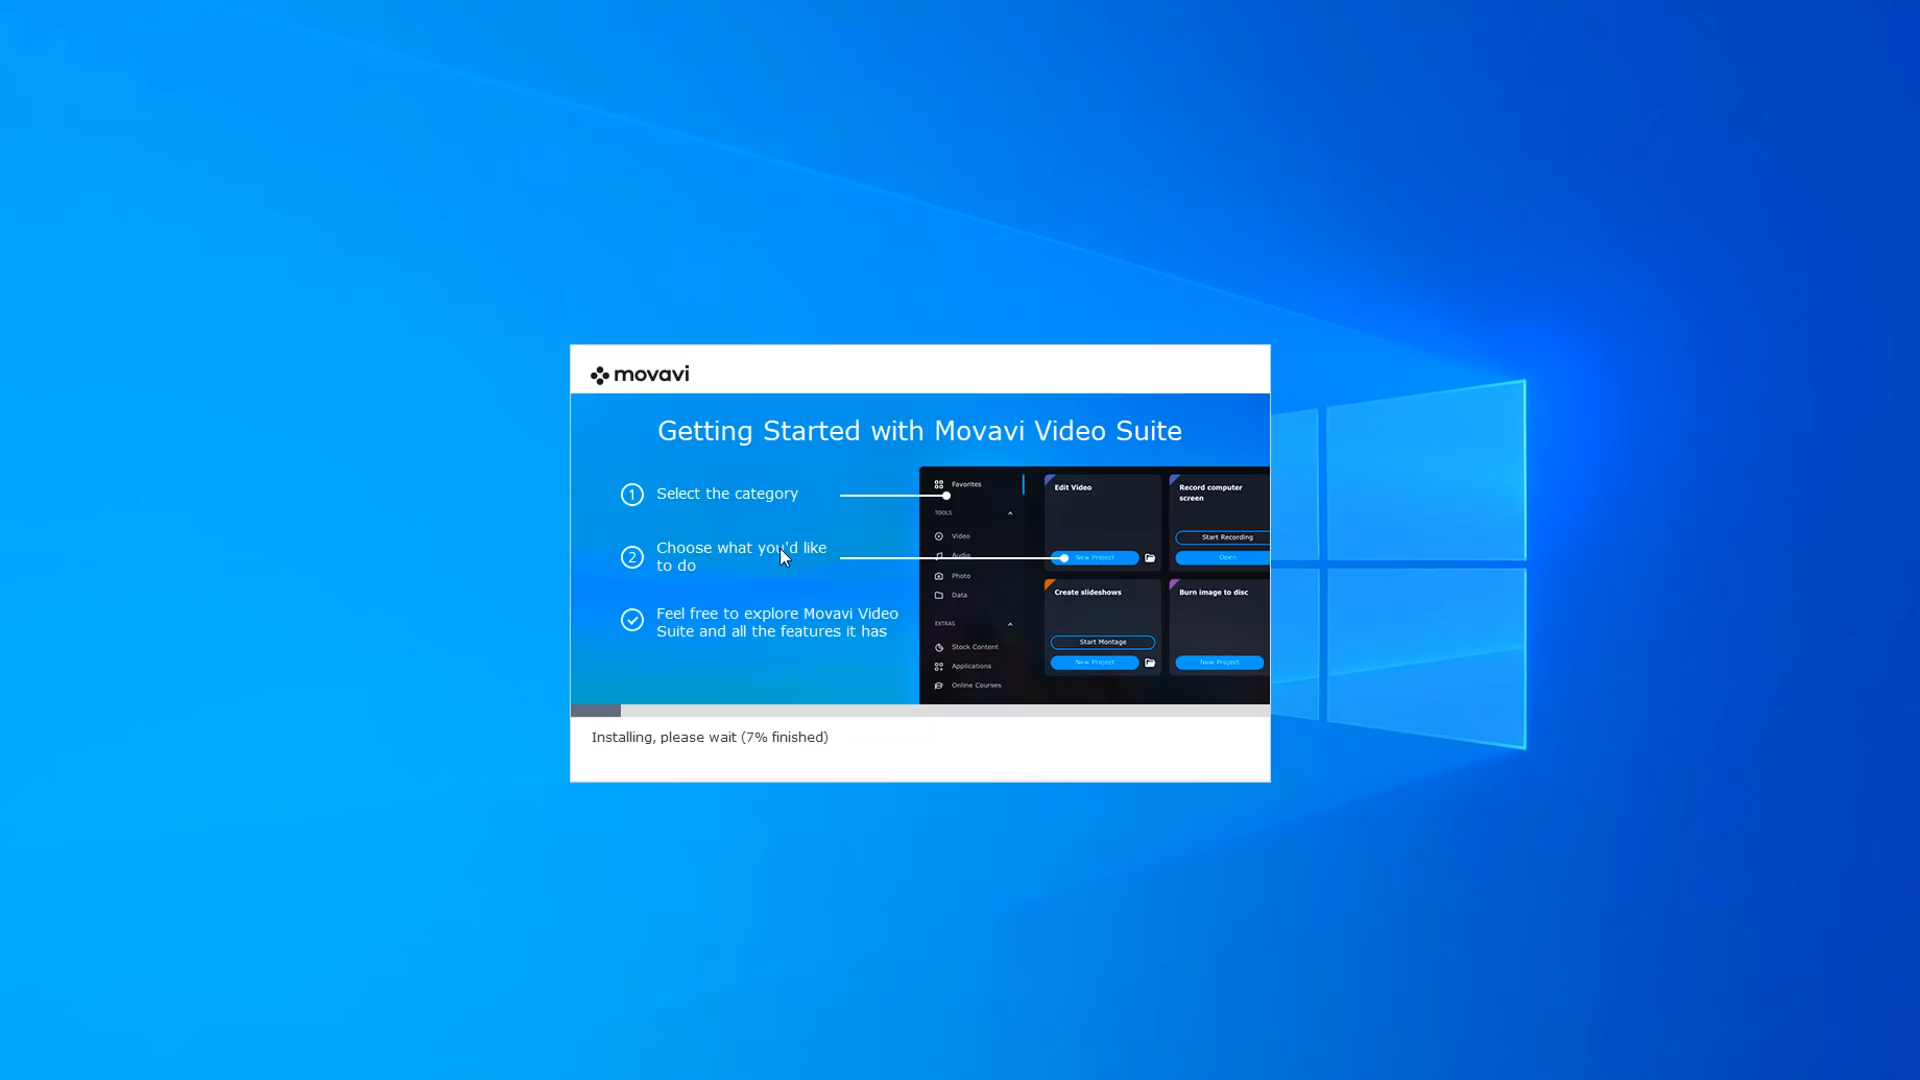 movavi
Getting Started with Movavi Video Suite
1 Select the category
2 Choose what you'd like
to do
Feel free to explore Movavi Video
Suite and all the features it has
Favorites
TOOLS
Video
Audio
Photo
Data
EXTRAS
Stock Content
Applications
Online Courses
Edit Video
New Project
Record computer
screen
Start Recording
Open
Create slideshows
Start Montage
New Project
Burn image to disc
New Project
Installing, please wait (7% finished)